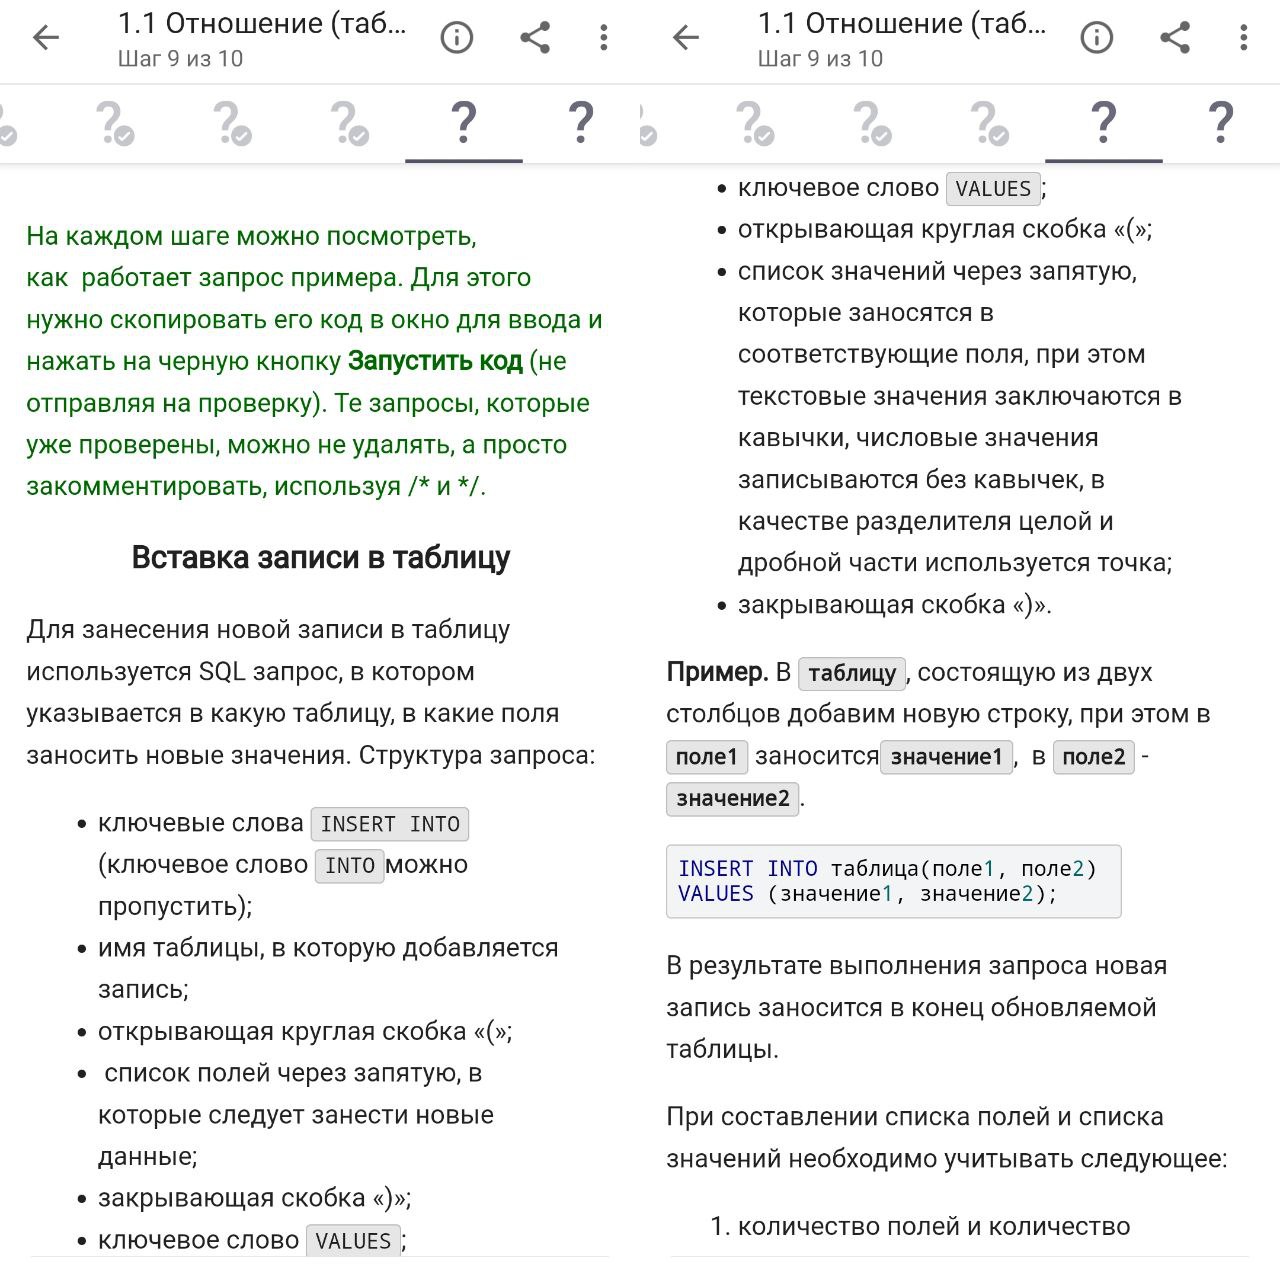 1.1 Отношение (таб...
Шаг 9 из 10
На каждом шаге можно посмотреть,
как работает запрос примера. Для этого
нужно скопировать его код в окно для ввода и
нажать на черную кнопку Запустить код (не
отправляя на проверку). Те запросы, которые
уже проверены, можно не удалять, а просто
закомментировать, используя /* и */.
Вставка записи в таблицу
Для занесения новой записи в таблицу
используется SQL запрос, в котором
указывается в какую таблицу, в какие поля
заносить новые значения. Структура запроса:
• ключевые слова INSERT INTO
(ключевое слово INTO можно
пропустить);
• имя таблицы, в которую добавляется
запись;
• открывающая круглая скобка «(»;
• список полей через запятую, в
которые следует занести новые
данные;
• закрывающая скобка «)»;
• ключевое слово VALUES;
1.1 Отношение (таб...
Шаг 9 из 10
• ключевое слово VALUES;
• открывающая круглая скобка «(»;
• список значений через запятую,
которые заносятся в
соответствующие поля, при этом
текстовые значения заключаются в
кавычки, числовые значения
записываются без кавычек, в
качестве разделителя целой и
дробной части используется точка;
• закрывающая скобка «)».
Пример. В таблицу, состоящую из двух
столбцов добавим новую строку, при этом в
поле1 заносится значение1, в поле2 -
значение2.
INSERT INTO таблица(поле1, поле2)
VALUES (значение1, значение2);
В результате выполнения запроса новая
запись заносится в конец обновляемой
таблицы.
При составлении списка полей и списка
значений необходимо учитывать следующее:
1. количество полей и количество